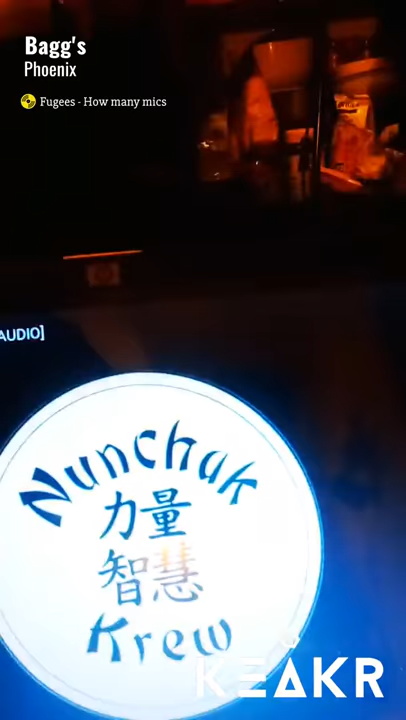 Bagg's
Phoenix
Fugees - How many mics
AUDIO]
Nunchuk
力量
智慧
Krew
KEAKR